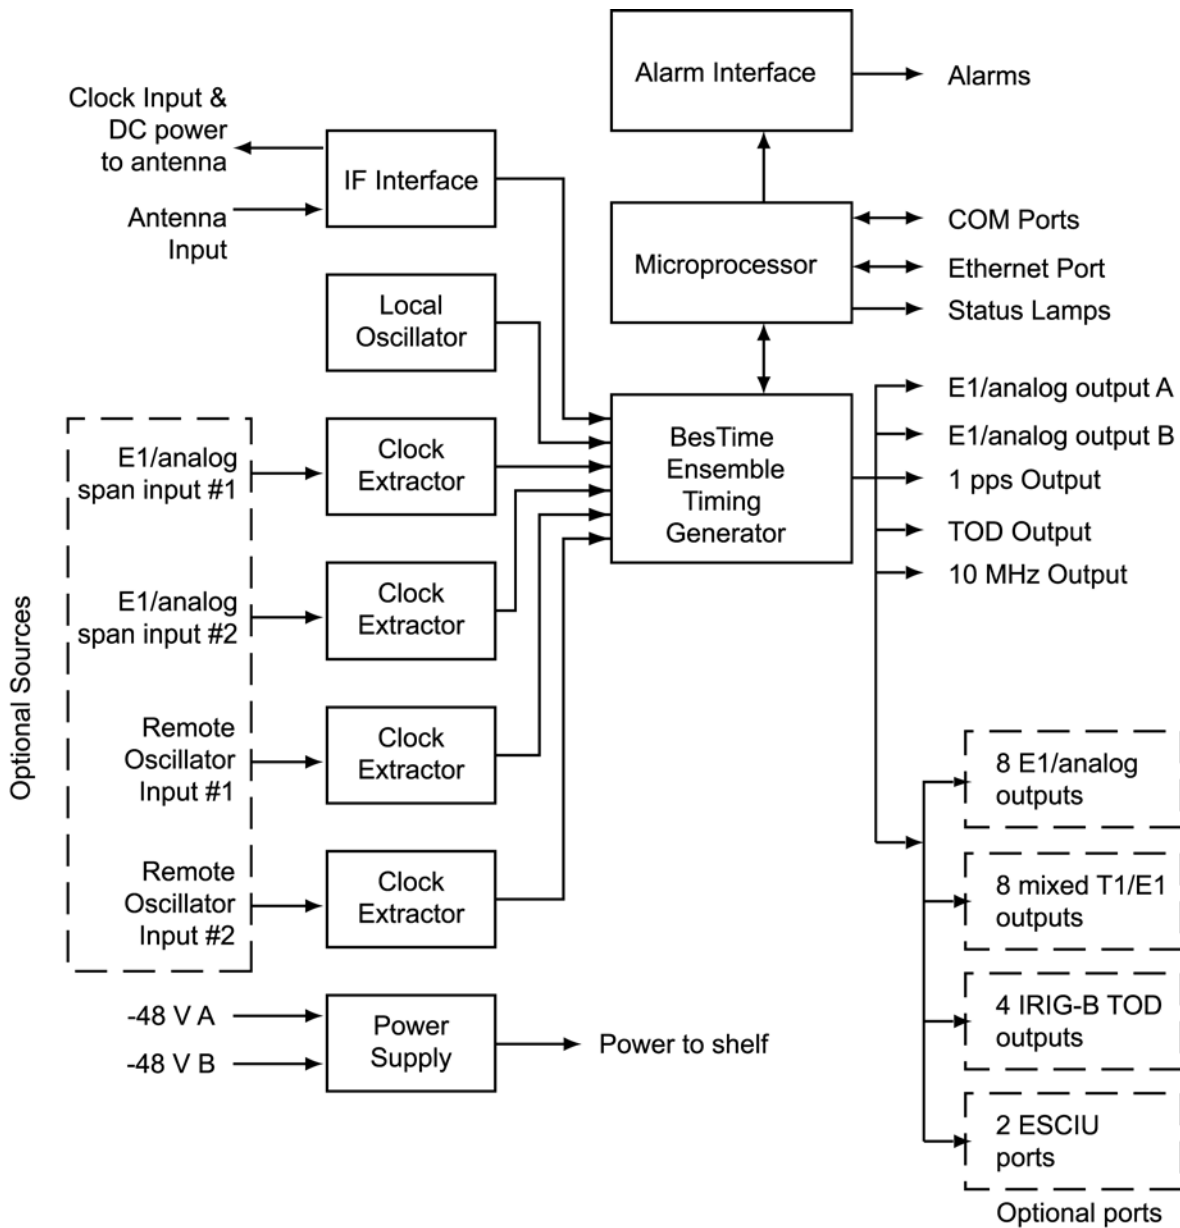 Alarm Interface
Alarms
Clock Input &
DC power
to antenna
IF Interface
Antenna
Input
Microprocessor
COM Ports
Ethernet Port
Status Lamps
Local
Oscillator
BesTime
Ensemble
Timing
Generator
E1/analog output A
E1/analog output B
1 pps Output
TOD Output
10 MHz Output
Optional Sources
E1/analog
span input #1
Clock
Extractor
E1/analog
span input #2
Clock
Extractor
Remote
Oscillator
Input #1
Clock
Extractor
Remote
Oscillator
Input #2
Clock
Extractor
-48 V A
-48 V B
Power
Supply
Power to shelf
8 E1/analog
outputs
8 mixed T1/E1
outputs
4 IRIG-B TOD
outputs
2 ESCIU
ports
Optional ports